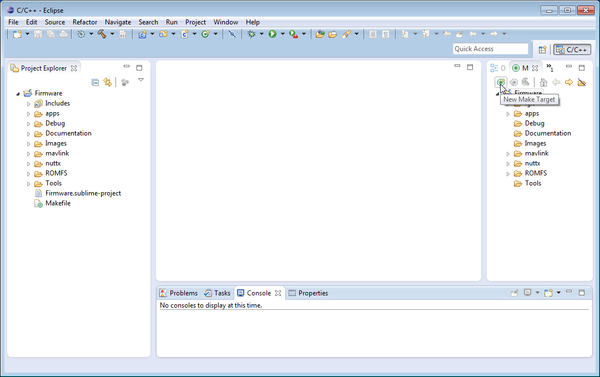 C/C++ - Eclipse
File Edit Source Refactor Navigate Search Run Project Window Help
Quick Access
C/C++
Project Explorer
Firmware
Includes
apps
Debug
Documentation
Images
mavlink
nuttx
ROMFS
Tools
Firmware.sublime-project
Makefile
O M »1
Firmware
New Make Target
apps
Debug
Documentation
Images
mavlink
nuttx
ROMFS
Tools
Problems Tasks Console Properties
No consoles to display at this time.